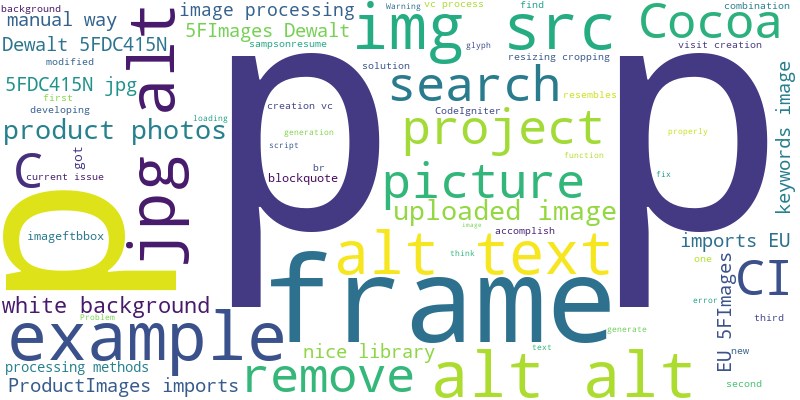 background
manual way
Dewalt 5FDC415N
modified
5FDC415N jpg
first
developing
loading
product photos
got
C
current issue
p
imageftbbox
white background
Problem
example
processing methods
ProductImages imports
jpg alt
image processing
5FImages Dewalt
sampsonresume
p p
creation vc
generation
script
br
blockquote
Warning
vc process
find
combination
img src
Cocoa
glyph
solution
resizing cropping
visit creation
search
CodeIgniter
resembles
project
function
properly
picture
fix
uploaded image
accomplish
image
alt text
think
frame
one
error
imports EU
CI
keywords image
EU 5FImages
third
new
second
nice library
text
generate
remove
alt alt